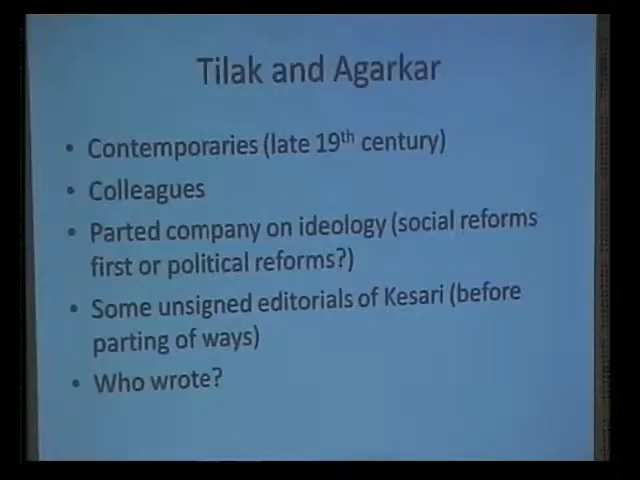 Tilak and Agarkar
• Contemporaries (late 19th century)
• Colleagues
• Parted company on ideology (social reforms
first or political reforms?)
• Some unsigned editorials of Kesari (before
parting of ways)
• Who wrote?